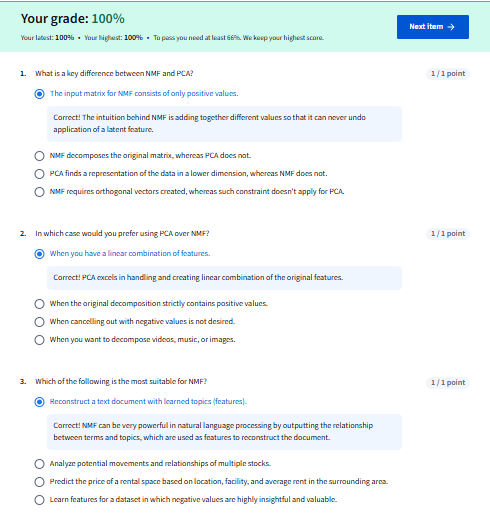 Your grade: 100%
Your latest: 100% • Your highest: 100% • To pass you need at least 66%. We keep your highest score.
Next item →
1. What is a key difference between NMF and PCA?
1 / 1 point
The input matrix for NMF consists of only positive values.
Correct! The intuition behind NMF is adding together different values so that it can never undo
application of a latent feature.
NMF decomposes the original matrix, whereas PCA does not.
PCA finds a representation of the data in a lower dimension, whereas NMF does not.
NMF requires orthogonal vectors created, whereas such constraint doesn't apply for PCA.
2. In which case would you prefer using PCA over NMF?
1 / 1 point
When you have a linear combination of features.
Correct! PCA excels in handling and creating linear combination of the original features.
When the original decomposition strictly contains positive values.
When cancelling out with negative values is not desired.
When you want to decompose videos, music, or images.
3. Which of the following is the most suitable for NMF?
1 / 1 point
Reconstruct a text document with learned topics (features).
Correct! NMF can be very powerful in natural language processing by outputting the relationship
between terms and topics, which are used as features to reconstruct the document.
Analyze potential movements and relationships of multiple stocks.
Predict the price of a rental space based on location, facility, and average rent in the surrounding area.
Learn features for a dataset in which negative values are highly insightful and valuable.